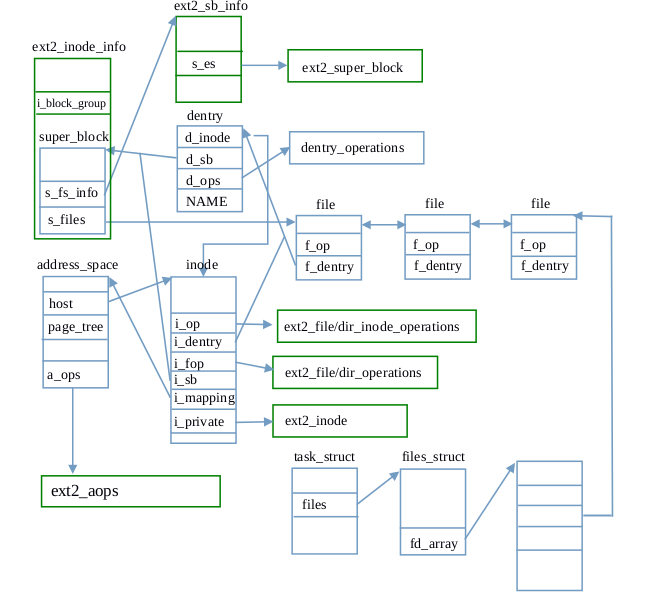 ext2_sb_info
s_es
ext2_super_block
ext2_inode_info
i_block_group
super_block
s_fs_info
s_files
dentry
d_inode
d_sb
d_ops
NAME
dentry_operations
file
f_op
f_dentry
file
f_op
f_dentry
file
f_op
f_dentry
address_space
host
page_tree
a_ops
inode
i_op
i_dentry
i_fop
i_sb
i_mapping
i_private
ext2_file/dir_inode_operations
ext2_file/dir_operations
ext2_inode
ext2_aops
task_struct
files
files_struct
fd_array